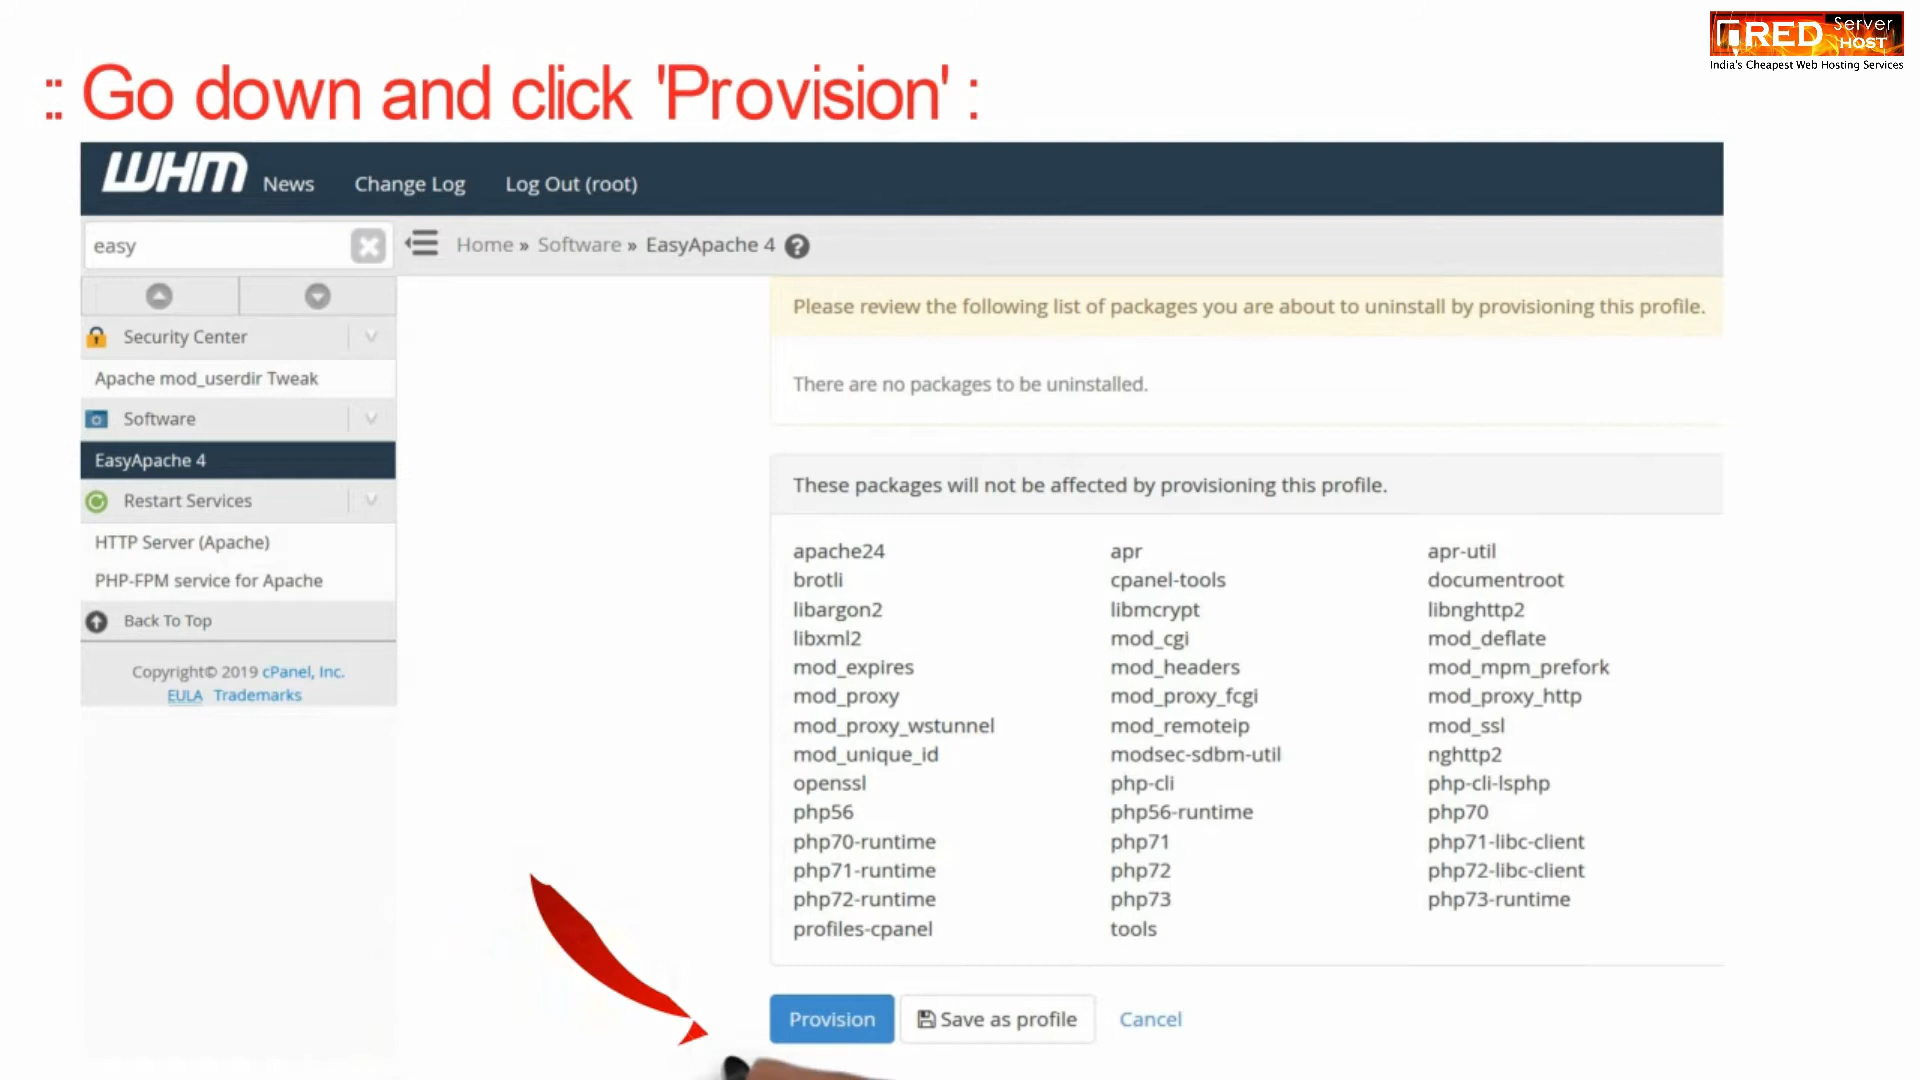 Server
RED HOST
India's Cheapest Web Hosting Services
:: Go down and click 'Provision' :
WHM News Change Log Log Out (root)
easy
Home » Software » EasyApache 4 ?
Security Center
Apache mod_userdir Tweak
Software
EasyApache 4
Restart Services
HTTP Server (Apache)
PHP-FPM service for Apache
Back To Top
Copyright© 2019 cPanel, Inc.
EULA Trademarks
Please review the following list of packages you are about to uninstall by provisioning this profile.
There are no packages to be uninstalled.
These packages will not be affected by provisioning this profile.
apache24 apr apr-util
brotli cpanel-tools documentroot
libargon2 libmcrypt libnghttp2
libxml2 mod_cgi mod_deflate
mod_expires mod_headers mod_mpm_prefork
mod_proxy mod_proxy_fcgi mod_proxy_http
mod_proxy_wstunnel mod_remoteip mod_ssl
mod_unique_id modsec-sdbm-util nghttp2
openssl php-cli php-cli-lsphp
php56 php56-runtime php70
php70-runtime php71 php71-libc-client
php71-runtime php72 php72-libc-client
php72-runtime php73 php73-runtime
profiles-cpanel tools
Provision Save as profile Cancel